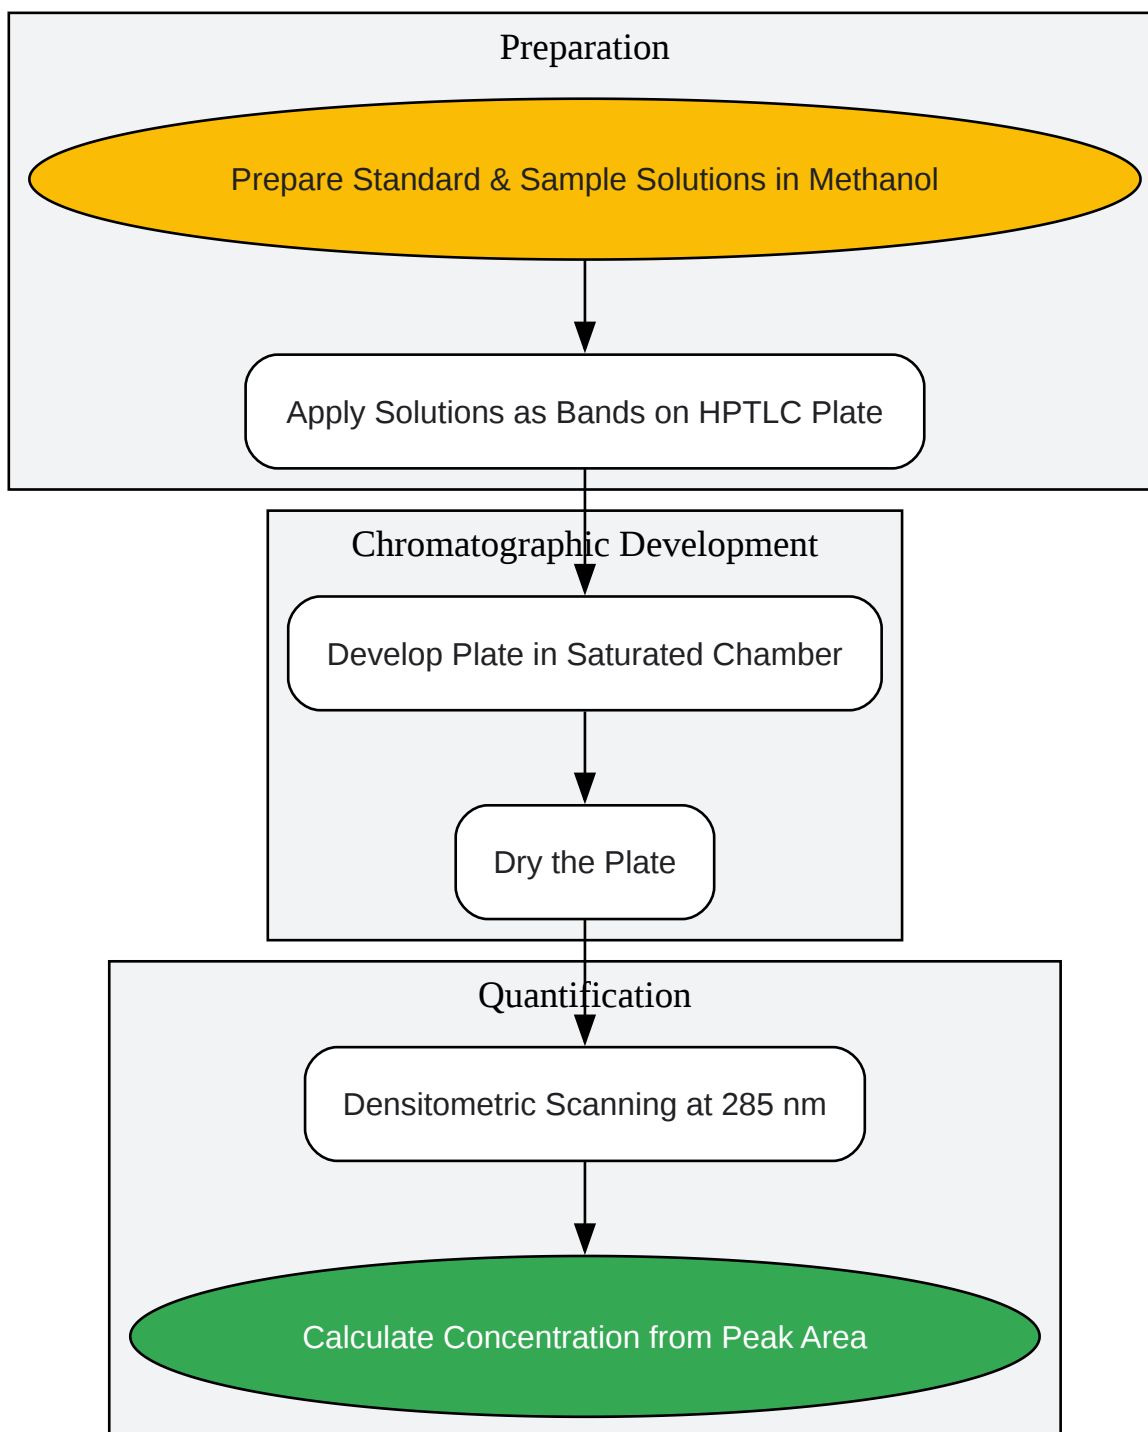 Preparation
Prepare Standard & Sample Solutions in Methanol
Apply Solutions as Bands on HPTLC Plate
Chromatographic Development
Develop Plate in Saturated Chamber
Dry the Plate
Quantification
Densitometric Scanning at 285 nm
Calculate Concentration from Peak Area